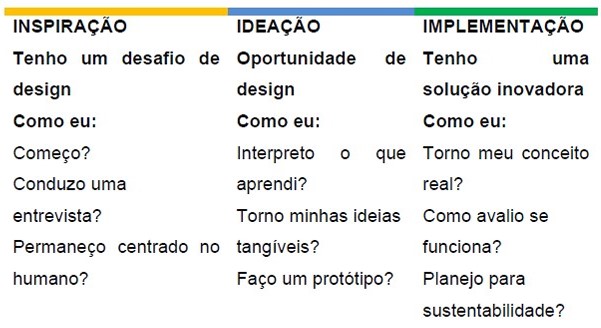 INSPIRAÇÃO
Tenho um desafio de
design
Como eu:
Começo?
Conduzo uma
entrevista?
Permaneço centrado no
humano?
IDEAÇÃO
Oportunidade de
design
Como eu:
Interpreto o que
aprendi?
Torno minhas ideias
tangíveis?
Faço um protótipo?
IMPLEMENTAÇÃO
Tenho uma
solução inovadora
Como eu:
Torno meu conceito
real?
Como avalio se
funciona?
Planejo para
sustentabilidade?